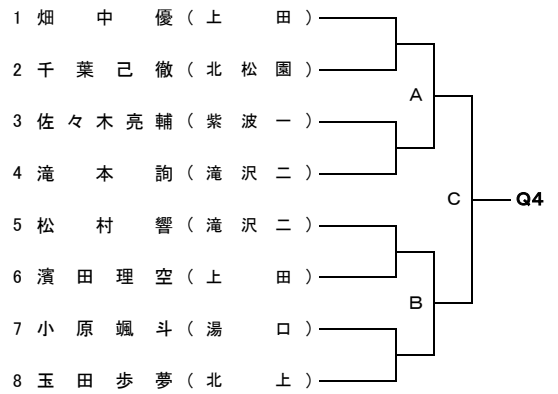 1 畑中優（上田）
2 千葉己徹（北松園）
A
3 佐々木亮輔（紫波一）
4 滝本詢（滝沢二）
C Q4
5 松村響（滝沢二）
6 濱田理空（上田）
B
7 小原颯斗（湯口）
8 玉田歩夢（北上）